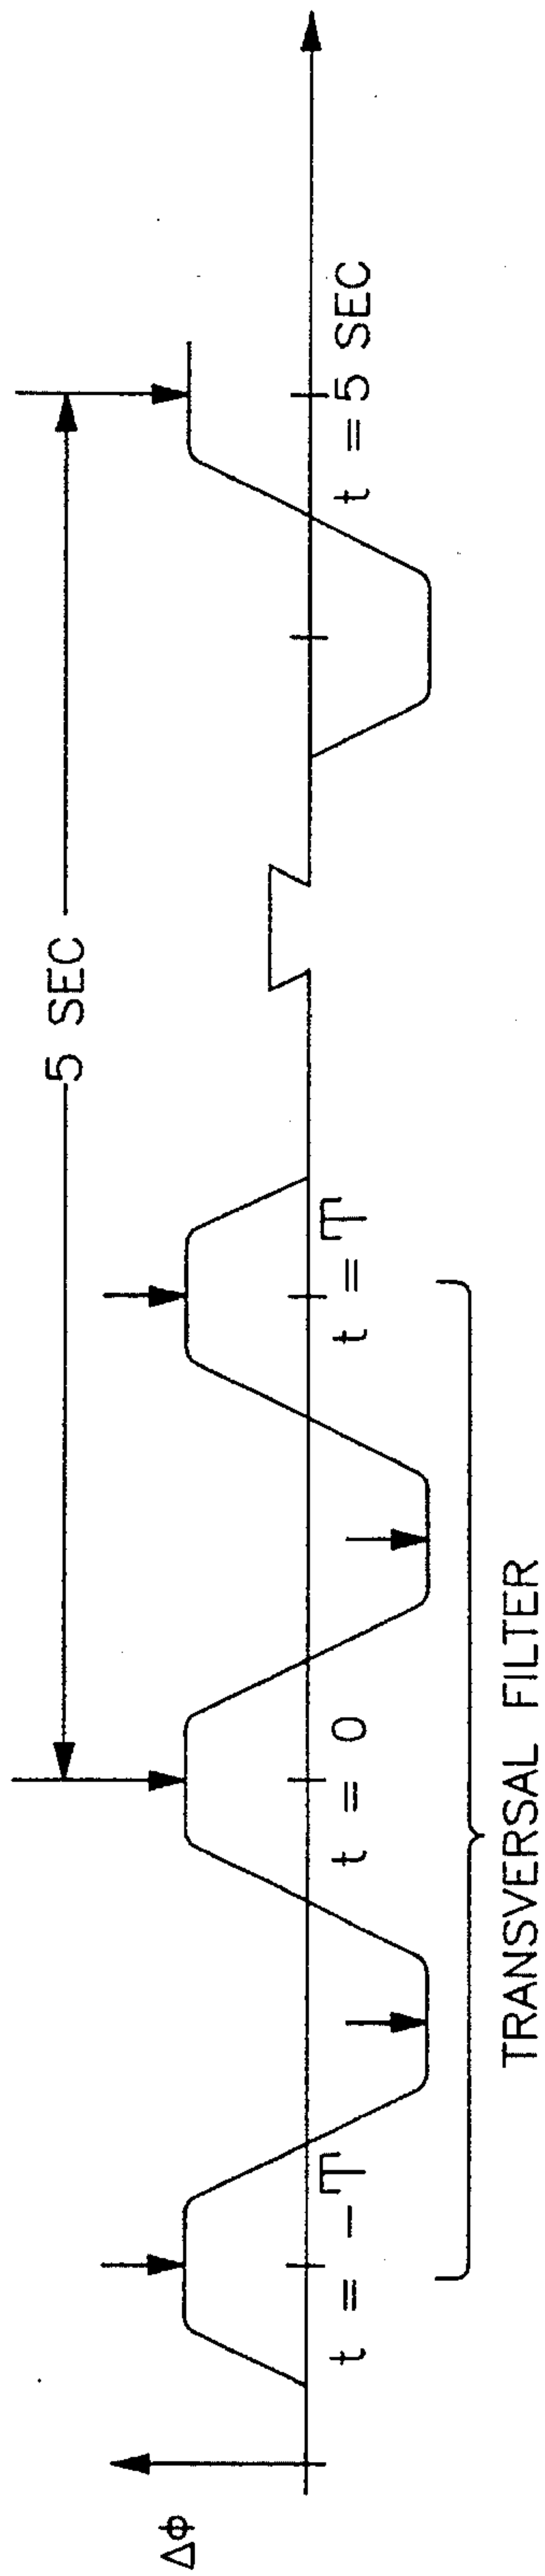 5 SEC
Δφ
t = -T
t = 0
t = T
t = 5 SEC
TRANSVERSAL FILTER